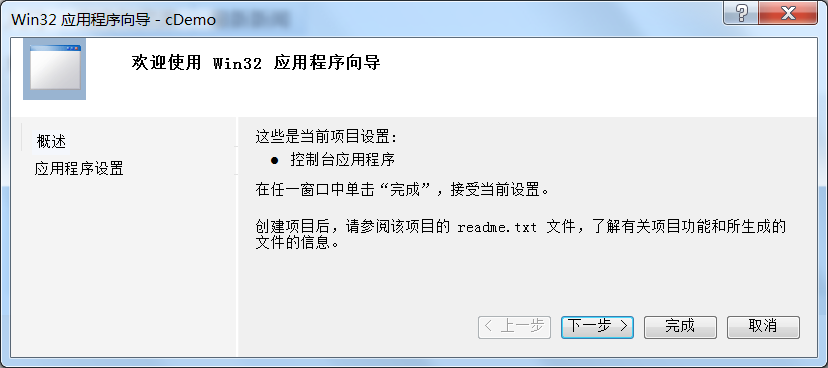 Win32 应用程序向导 - cDemo
欢迎使用 Win32 应用程序向导
概述
应用程序设置
这些是当前项目设置:
● 控制台应用程序
在任一窗口中单击“完成”，接受当前设置。
创建项目后，请参阅该项目的 readme.txt 文件，了解有关项目功能和所生成的
文件的信息。
< 上一步
下一步 >
完成
取消